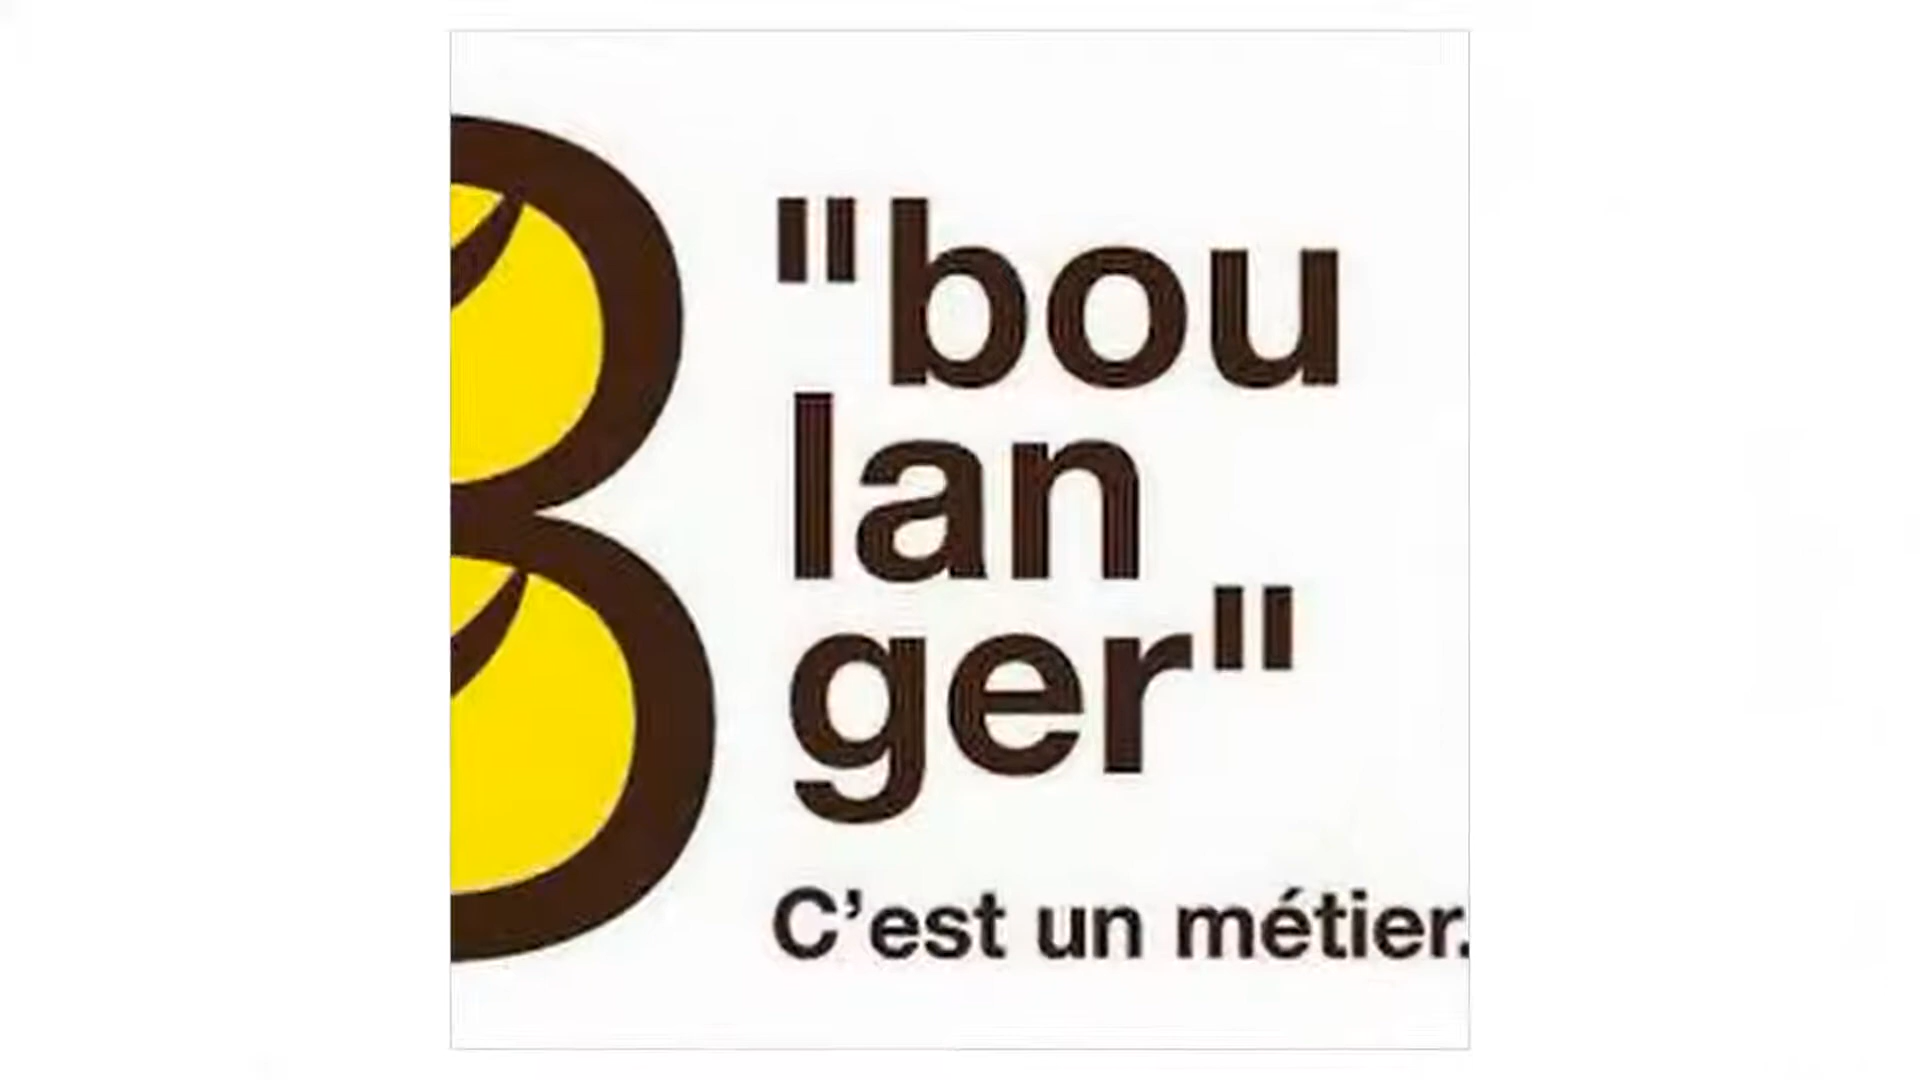 "bou
lan
ger"
C’est un métier.